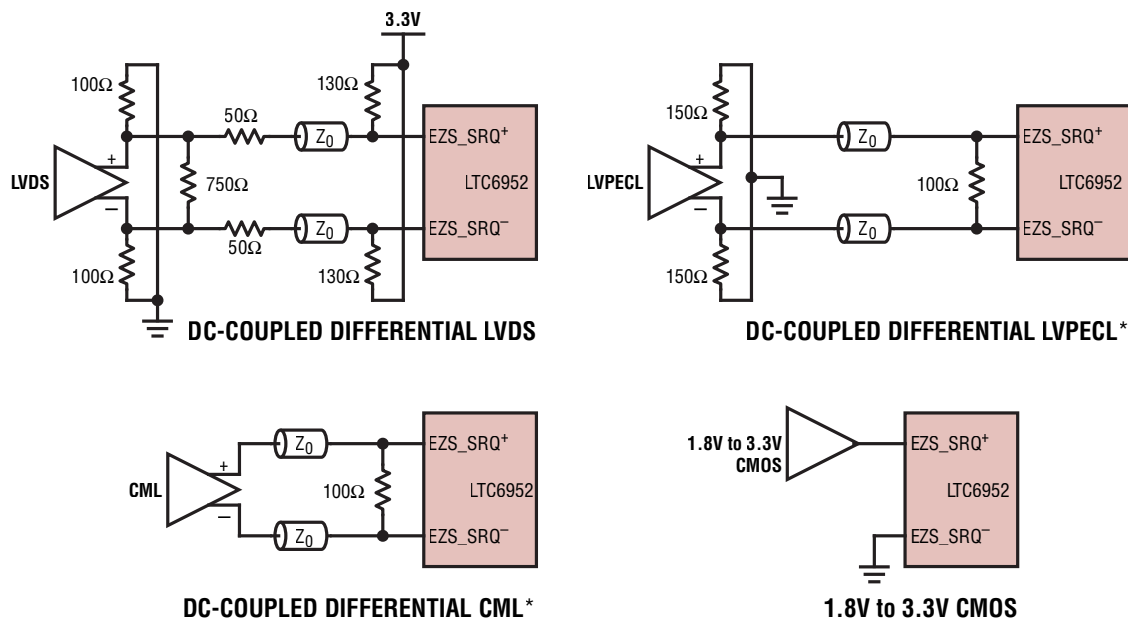 3.3V
100Ω
130Ω
50Ω
Z0
EZS_SRQ+
+
LVDS
750Ω
LTC6952
–
Z0
EZS_SRQ–
50Ω
100Ω
130Ω
DC-COUPLED DIFFERENTIAL LVDS
150Ω
Z0
EZS_SRQ+
+
LVPECL
100Ω
LTC6952
–
Z0
EZS_SRQ–
150Ω
DC-COUPLED DIFFERENTIAL LVPECL*
Z0
EZS_SRQ+
+
CML
100Ω
LTC6952
–
Z0
EZS_SRQ–
DC-COUPLED DIFFERENTIAL CML*
1.8V to 3.3V
CMOS
EZS_SRQ+
LTC6952
EZS_SRQ–
1.8V to 3.3V CMOS